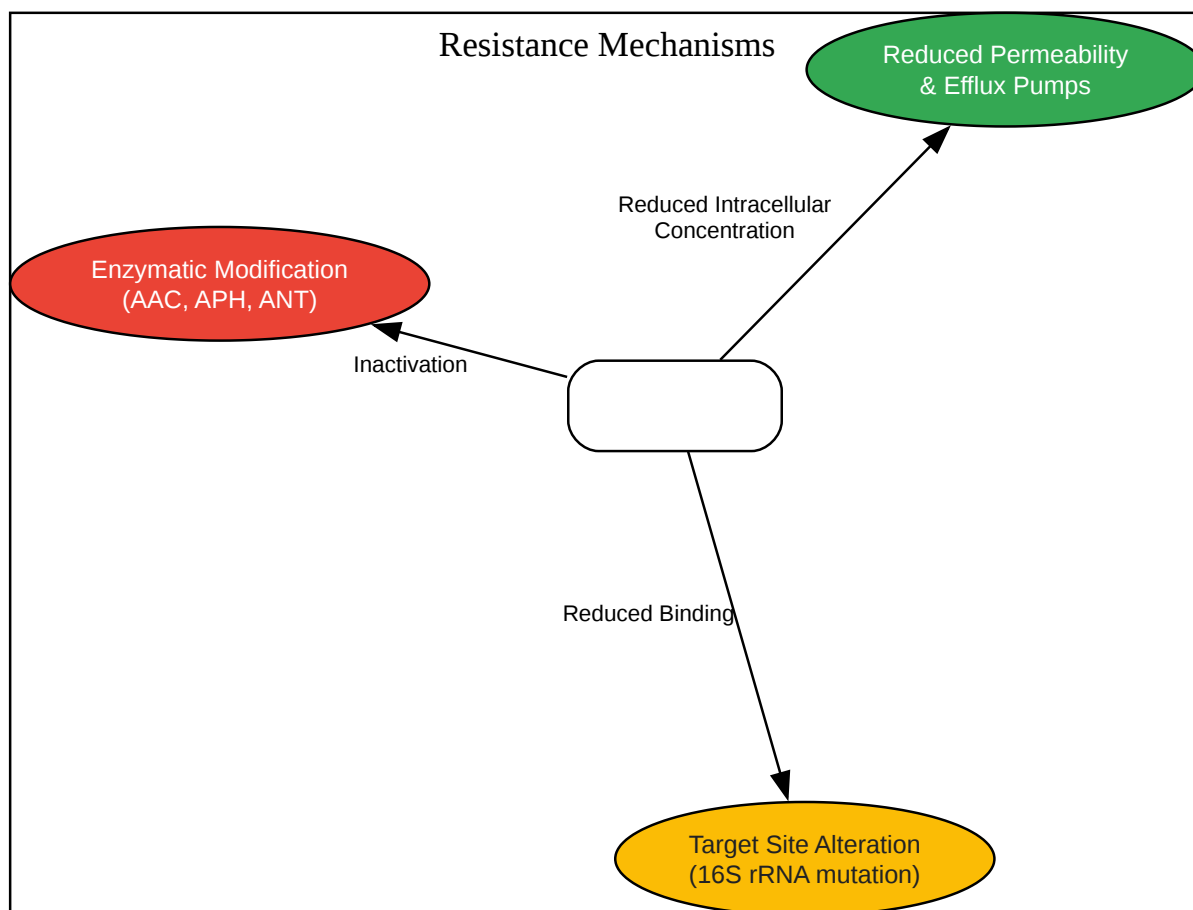 Resistance Mechanisms
Reduced Permeability
& Efflux Pumps
Reduced Intracellular
Concentration
Enzymatic Modification
(AAC, APH, ANT)
Inactivation
Reduced Binding
Target Site Alteration
(16S rRNA mutation)